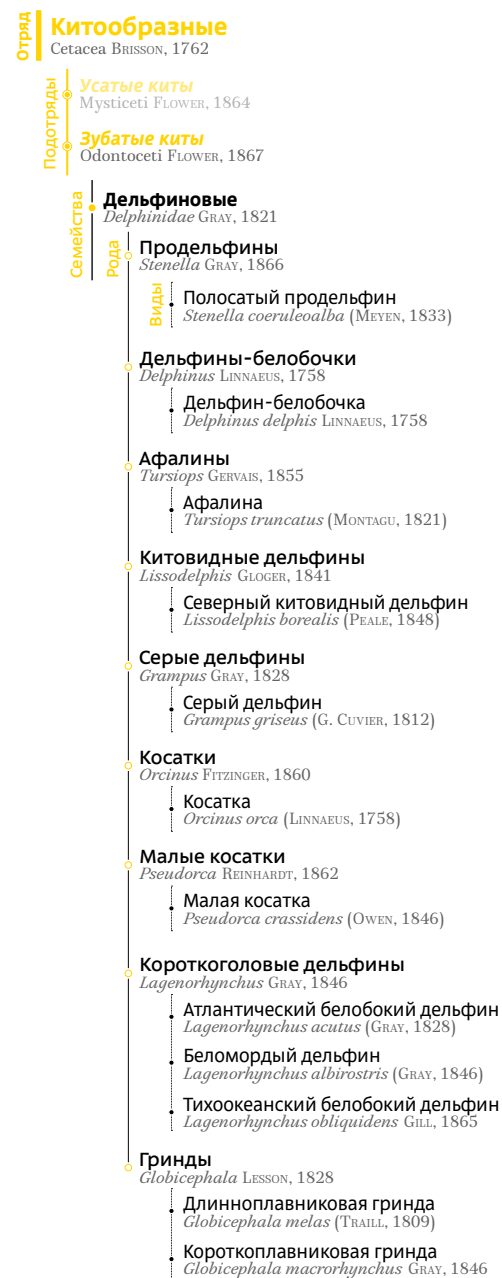 Отряд
Китообразные
Cetacea Brisson, 1762
Подотряды
Усатые киты
Mysticeti Flower, 1864
Зубатые киты
Odontoceti Flower, 1867
Семейства
Дельфиновые
Delphinidae Gray, 1821
Рода
Продельфины
Stenella Gray, 1866
Виды
Полосатый продельфин
Stenella coeruleoalba (Meyen, 1833)
Дельфины-белобочки
Delphinus Linnaeus, 1758
Дельфин-белобочка
Delphinus delphis Linnaeus, 1758
Афалины
Tursiops Gervais, 1855
Афалина
Tursiops truncatus (Montagu, 1821)
Китовидные дельфины
Lissodelphis Gloger, 1841
Северный китовидный дельфин
Lissodelphis borealis (Peale, 1848)
Серые дельфины
Grampus Gray, 1828
Серый дельфин
Grampus griseus (G. Cuvier, 1812)
Косатки
Orcinus Fitzinger, 1860
Косатка
Orcinus orca (Linnaeus, 1758)
Малые косатки
Pseudorca Reinhardt, 1862
Малая косатка
Pseudorca crassidens (Owen, 1846)
Короткоголовые дельфины
Lagenorhynchus Gray, 1846
Атлантический белобокий дельфин
Lagenorhynchus acutus (Gray, 1828)
Беломордый дельфин
Lagenorhynchus albirostris (Gray, 1846)
Тихоокеанский белобокий дельфин
Lagenorhynchus obliquidens Gill, 1865
Гринды
Globicephala Lesson, 1828
Длинноплавниковая гринда
Globicephala melas (Traill, 1809)
Короткоплавниковая гринда
Globicephala macrorhynchus Gray, 1846